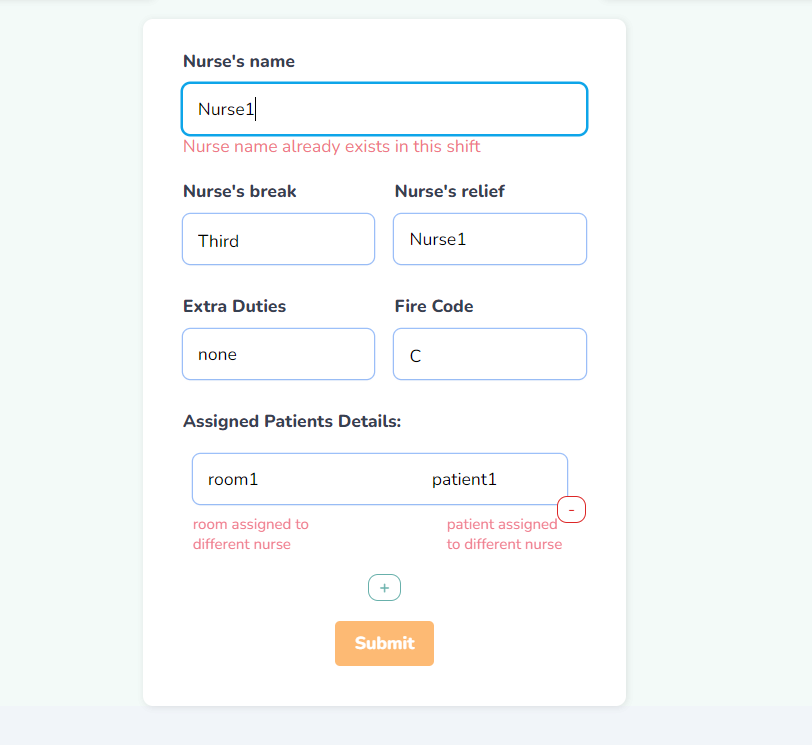 Nurse's name
Nurse1
Nurse name already exists in this shift
Nurse's break Nurse's relief
Third Nurse1
Extra Duties Fire Code
none C
Assigned Patients Details:
room1 patient1
-
room assigned to patient assigned
different nurse to different nurse
+
Submit